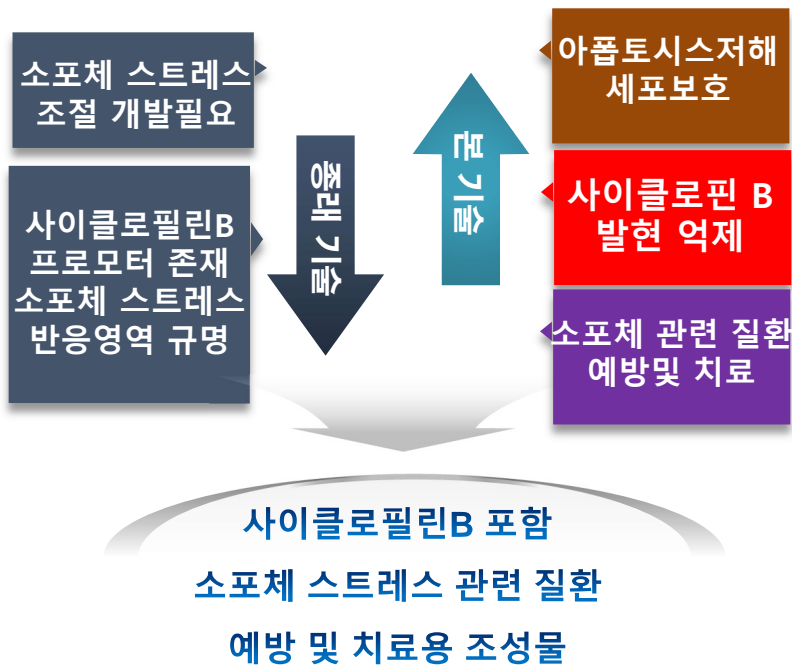 소포체 스트레스
조절 개발필요
사이클로필린B
프로모터 존재
소포체 스트레스
반응영역 규명
종래 기술
본 기술
아폽토시스저해
세포보호
사이클로핀 B
발현 억제
소포체 관련 질환
예방및 치료
사이클로필린B 포함
소포체 스트레스 관련 질환
예방 및 치료용 조성물